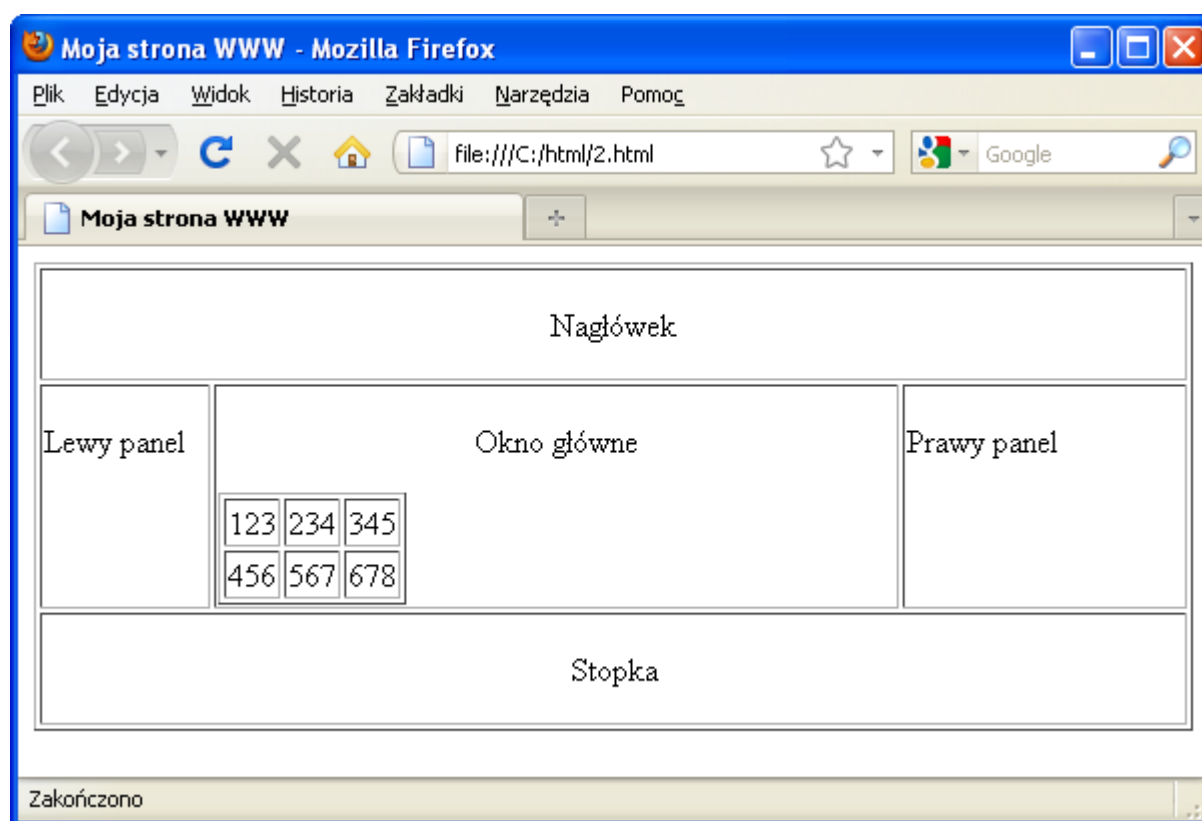 Moja strona WWW - Mozilla Firefox
Plik Edycja Widok Historia Zakładki Narzędzia Pomoc
file:///C:/html/2.html Google
Moja strona WWW
Nagłówek
Lewy panel Okno główne Prawy panel
123 234 345
456 567 678
Stopka
Zakończono